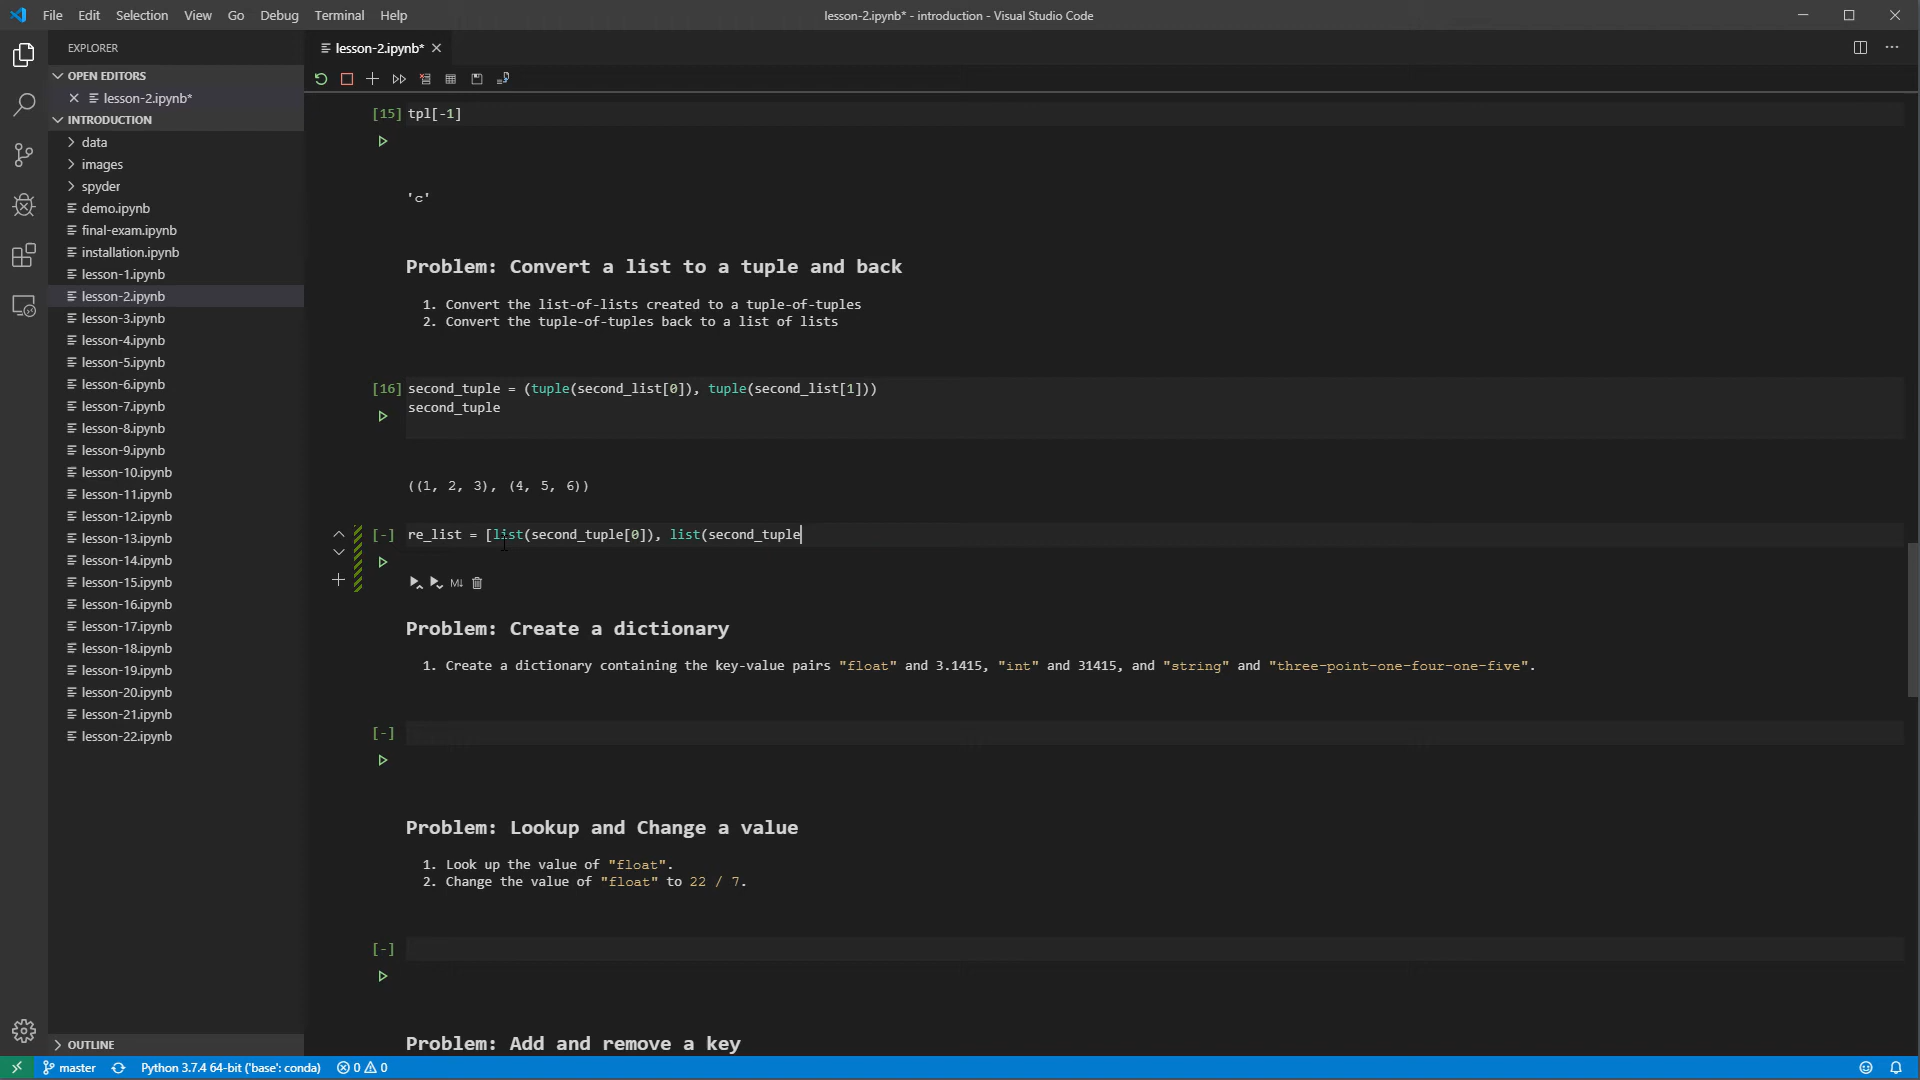 File Edit Selection View Go Debug Terminal Help
lesson-2.ipynb* - introduction - Visual Studio Code
EXPLORER
OPEN EDITORS
lesson-2.ipynb*
INTRODUCTION
data
images
spyder
demo.ipynb
final-exam.ipynb
installation.ipynb
lesson-1.ipynb
lesson-2.ipynb
lesson-3.ipynb
lesson-4.ipynb
lesson-5.ipynb
lesson-6.ipynb
lesson-7.ipynb
lesson-8.ipynb
lesson-9.ipynb
lesson-10.ipynb
lesson-11.ipynb
lesson-12.ipynb
lesson-13.ipynb
lesson-14.ipynb
lesson-15.ipynb
lesson-16.ipynb
lesson-17.ipynb
lesson-18.ipynb
lesson-19.ipynb
lesson-20.ipynb
lesson-21.ipynb
lesson-22.ipynb
OUTLINE
lesson-2.ipynb*
[15] tpl[-1]
'c'
Problem: Convert a list to a tuple and back
1. Convert the list-of-lists created to a tuple-of-tuples
2. Convert the tuple-of-tuples back to a list of lists
[16] second_tuple = (tuple(second_list[0]), tuple(second_list[1]))
second_tuple
((1, 2, 3), (4, 5, 6))
[-] re_list = [list(second_tuple[0]), list(second_tuple
M↓
Problem: Create a dictionary
1. Create a dictionary containing the key-value pairs "float" and 3.1415, "int" and 31415, and "string" and "three-point-one-four-one-five".
[-]
Problem: Lookup and Change a value
1. Look up the value of "float".
2. Change the value of "float" to 22 / 7.
[-]
Problem: Add and remove a key
master Python 3.7.4 64-bit ('base': conda) 0 0